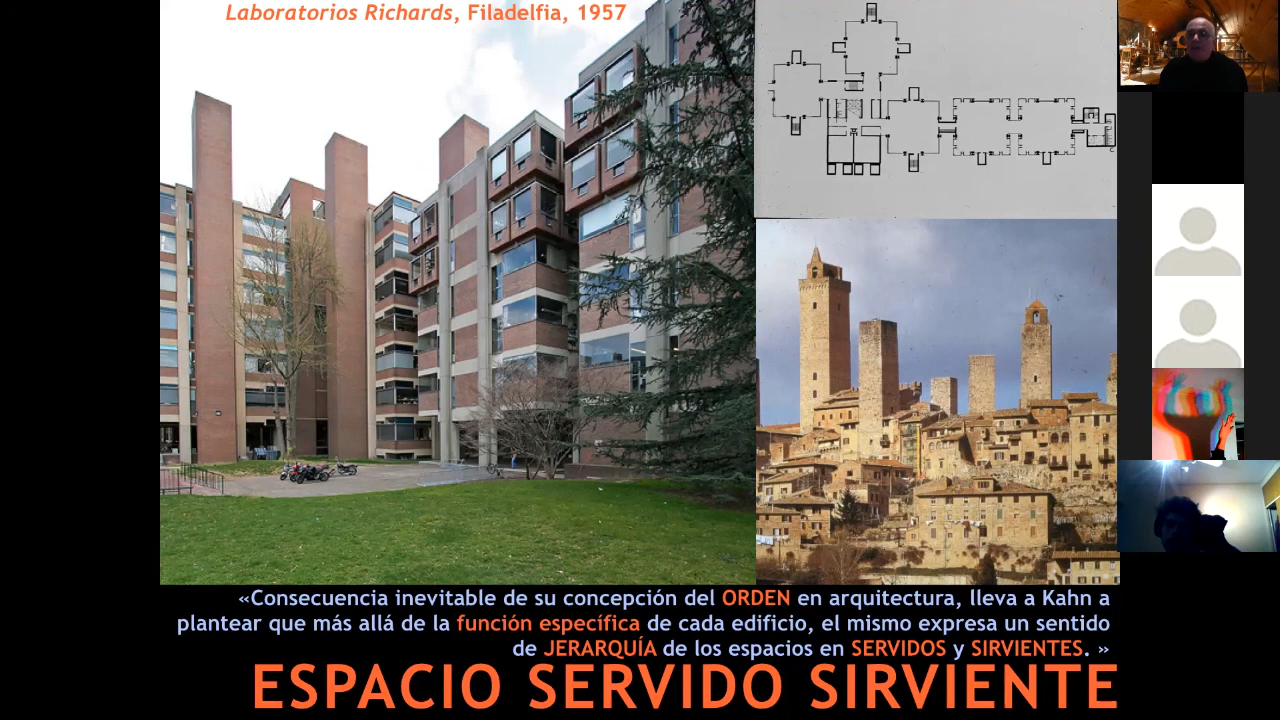 Laboratorios Richards, Filadelfia, 1957
«Consecuencia inevitable de su concepción del ORDEN en arquitectura, lleva a Kahn a
plantear que más allá de la función específica de cada edificio, el mismo expresa un sentido
de JERARQUÍA de los espacios en SERVIDOS y SIRVIENTES. »
ESPACIO SERVIDO SIRVIENTE